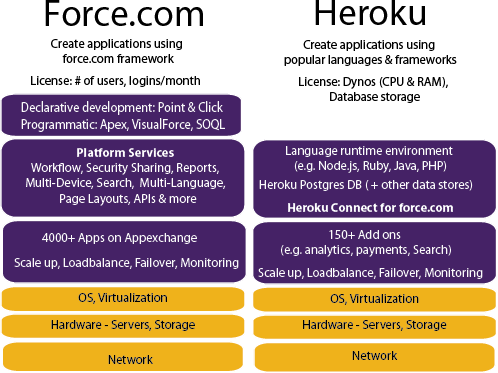 Force.com
Create applications using
force.com framework
License: # of users, logins/month
Declarative development: Point & Click
Programmatic: Apex, VisualForce, SOQL
Platform Services
Workflow, Security Sharing, Reports,
Multi-Device, Search, Multi-Language,
Page Layouts, APIs & more
4000+ Apps on Appexchange
Scale up, Loadbalance, Failover, Monitoring
OS, Virtualization
Hardware - Servers, Storage
Network
Heroku
Create applications using
popular languages & frameworks
License: Dynos (CPU & RAM),
Database storage
Language runtime environment
(e.g. Node.js, Ruby, Java, PHP)
Heroku Postgres DB ( + other data stores)
Heroku Connect for force.com
150+ Add ons
(e.g. analytics, payments, Search)
Scale up, Loadbalance, Failover, Monitoring
OS, Virtualization
Hardware - Servers, Storage
Network